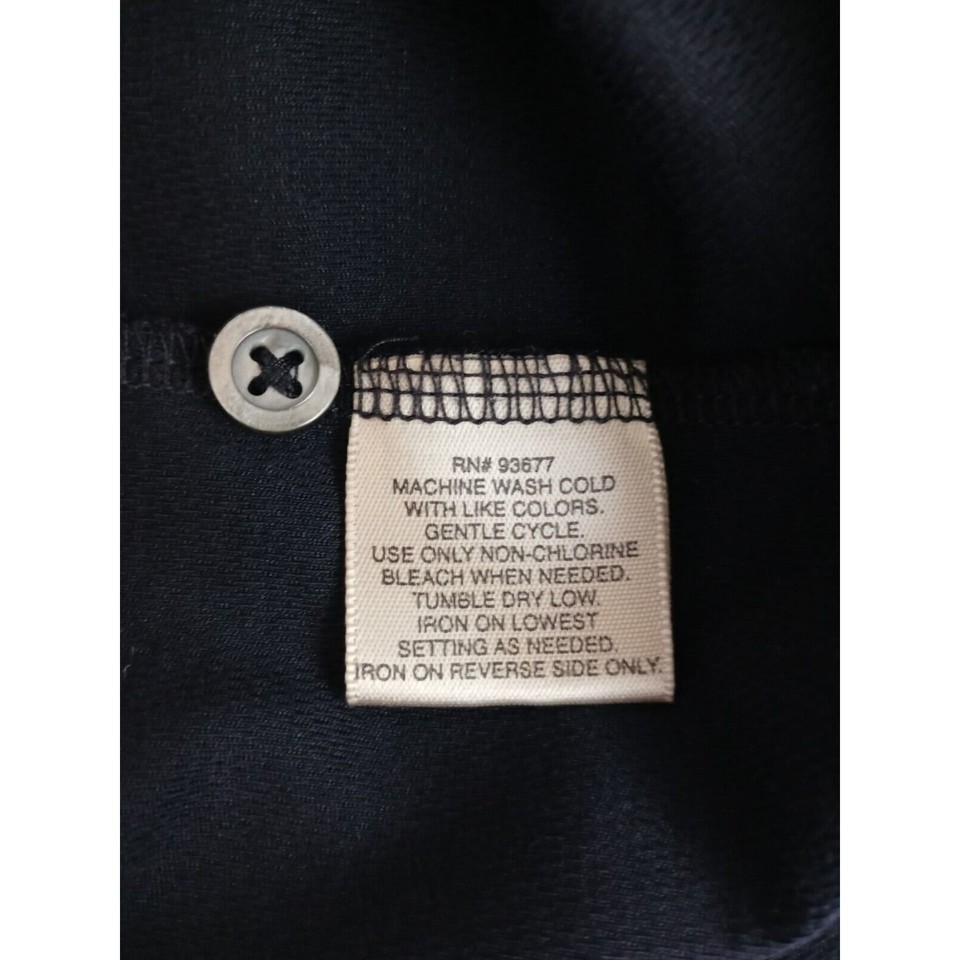 RN# 93677
MACHINE WASH COLD
WITH LIKE COLORS.
GENTLE CYCLE.
USE ONLY NON-CHLORINE
BLEACH WHEN NEEDED.
TUMBLE DRY LOW.
IRON ON LOWEST
SETTING AS NEEDED.
IRON ON REVERSE SIDE ONLY.